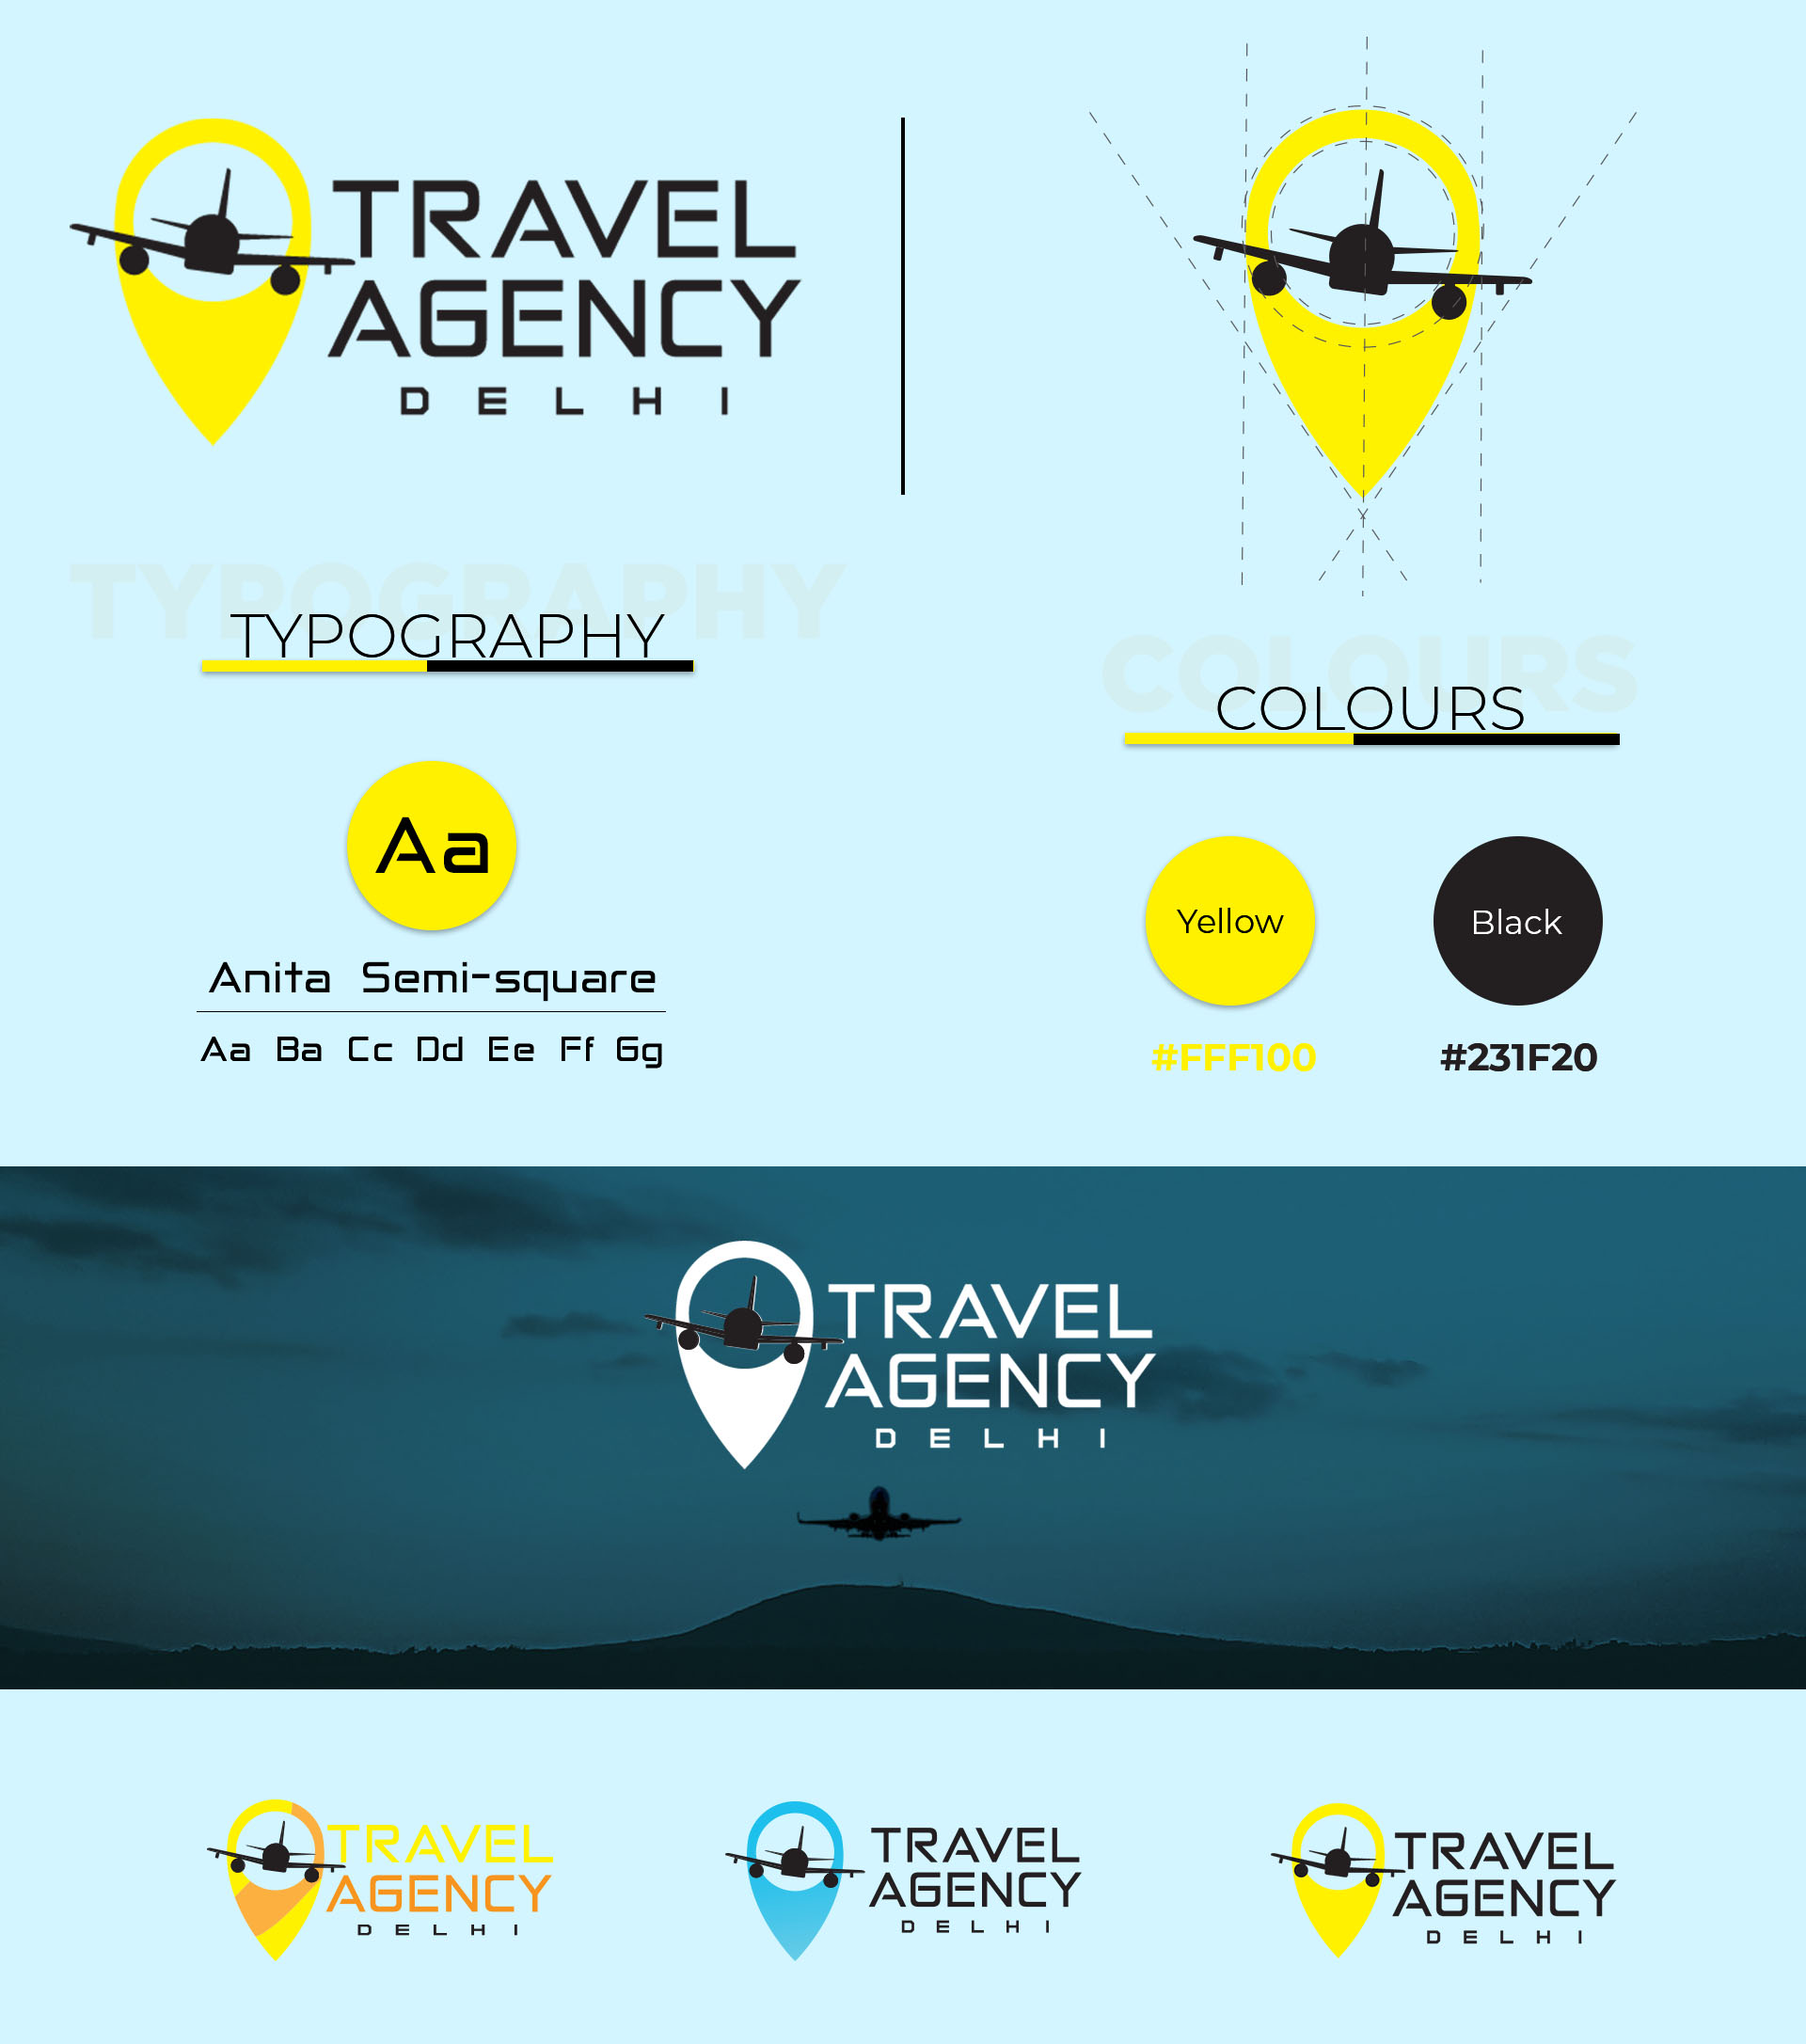 TRAVEL
AGENCY
DELHI
TYPOGRAPHY
TYPOGRAPHY
Aa
Anita Semi-square
Aa Ba Cc Dd Ee Ff Gg
COLOURS
COLOURS
Yellow
Black
#FFF100
#231F20
TRAVEL
AGENCY
DELHI
TRAVEL
AGENCY
DELHI
TRAVEL
AGENCY
DELHI
TRAVEL
AGENCY
DELHI